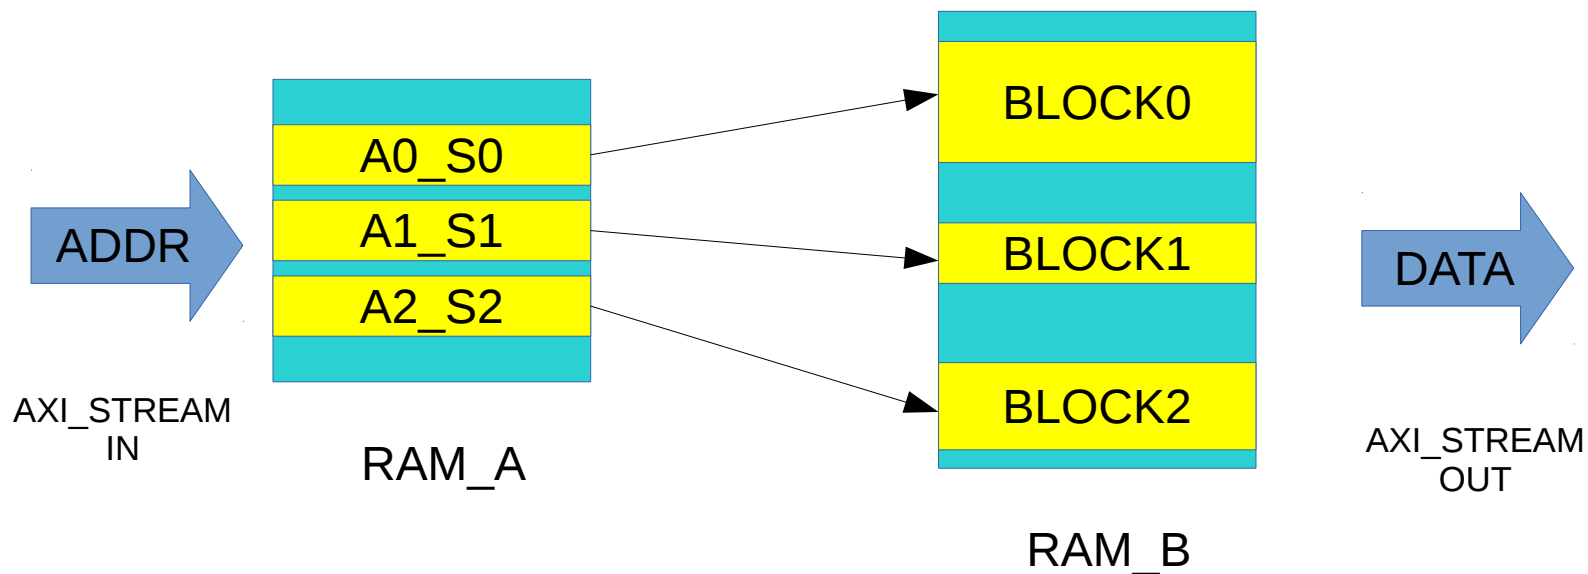 ADDR
AXI_STREAM
IN
A0_S0
A1_S1
A2_S2
RAM_A
BLOCK0
BLOCK1
BLOCK2
RAM_B
DATA
AXI_STREAM
OUT